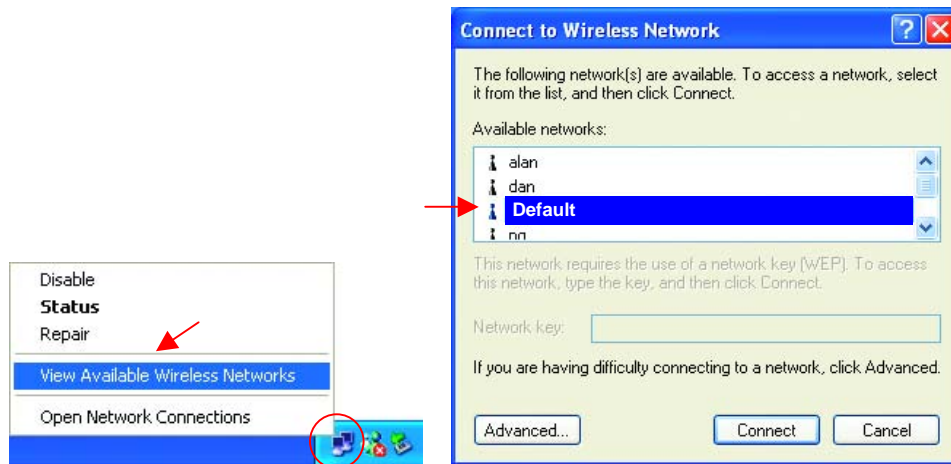 Disable
Status
Repair
View Available Wireless Networks
Open Network Connections
Connect to Wireless Network
The following network(s) are available. To access a network, select
it from the list, and then click Connect.
Available networks:
alan
dan
Default
This network requires the use of a network key (WEP). To access
this network, type the key, and then click Connect.
Network key:
If you are having difficulty connecting to a network, click Advanced.
Advanced...
Connect
Cancel